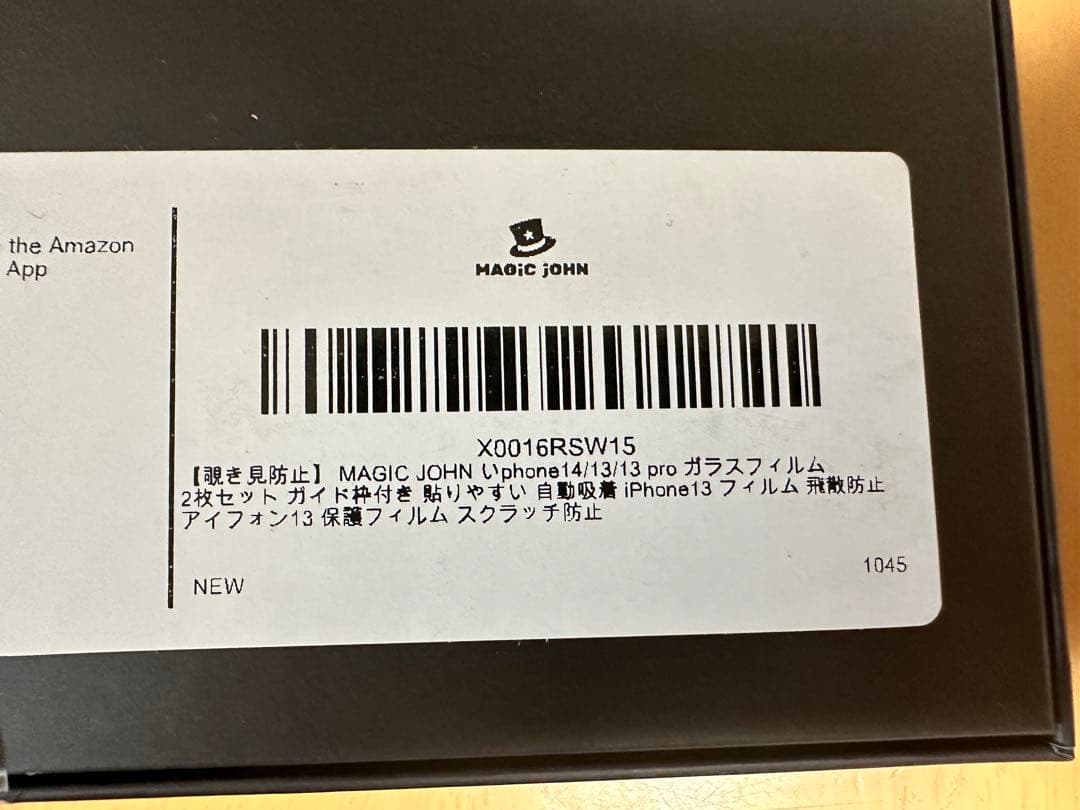 the Amazon
App
MAGiC jOHN
X0016RSW15
【覗き見防止】 MAGIC JOHN いphone14/13/13 pro ガラスフィルム
2枚セット ガイド枠付き 貼りやすい 自動吸着 iPhone13 フィルム 飛散防止
アイフォン13 保護フィルム スクラッチ防止
NEW
1045